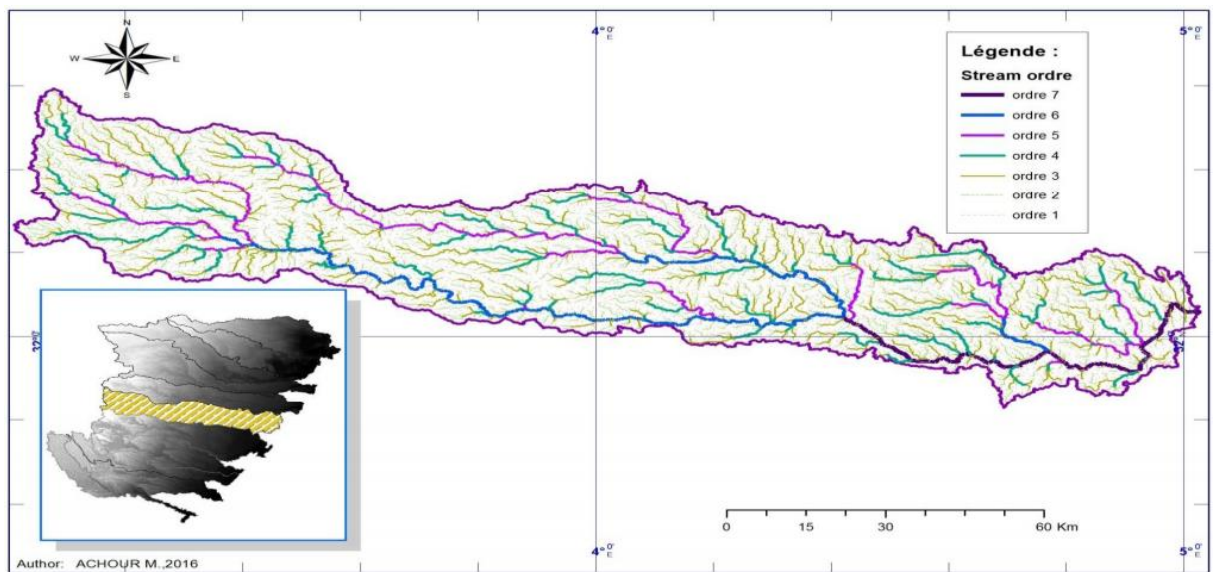 N
W E
S
4° 0' E
5° 0' E
Légende :
Stream ordre
ordre 7
ordre 6
ordre 5
ordre 4
ordre 3
ordre 2
ordre 1
0 15 30 60 Km
4° 0' E
5° 0' E
Author: ACHOUR M.,2016